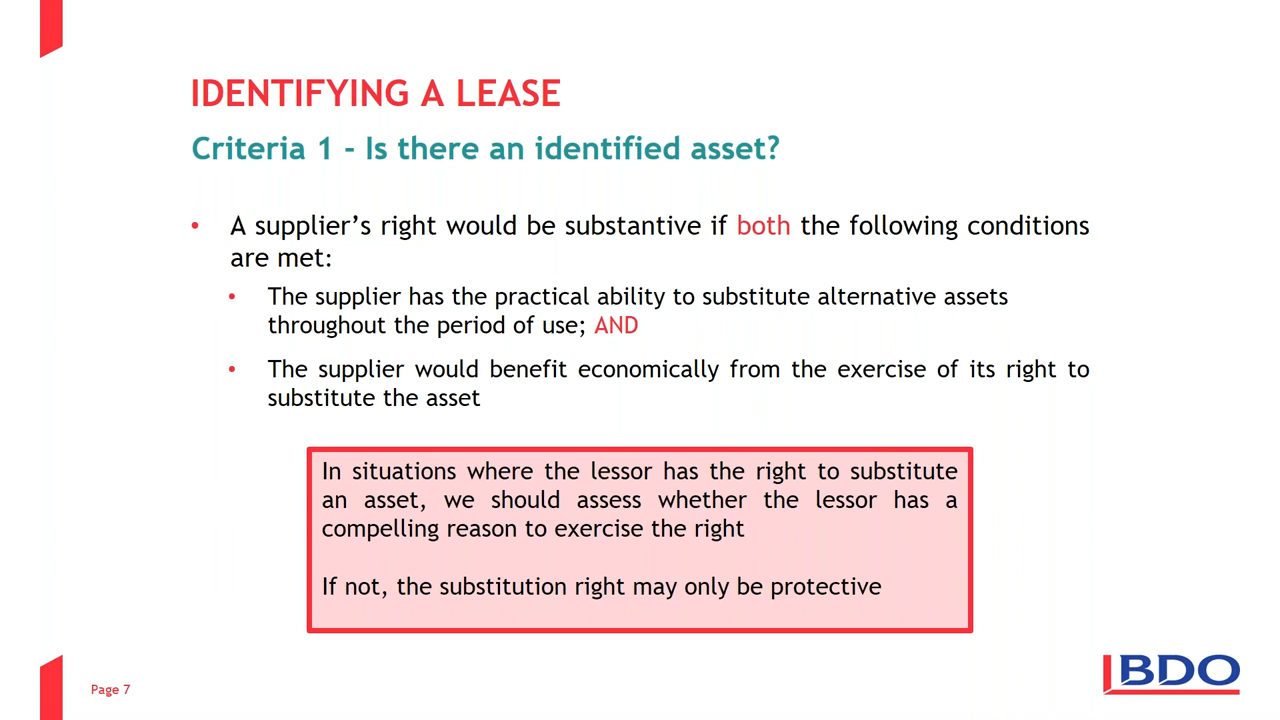 IDENTIFYING A LEASE
Criteria 1 - Is there an identified asset?
• A supplier’s right would be substantive if both the following conditions
are met:
• The supplier has the practical ability to substitute alternative assets
throughout the period of use; AND
• The supplier would benefit economically from the exercise of its right to
substitute the asset
In situations where the lessor has the right to substitute
an asset, we should assess whether the lessor has a
compelling reason to exercise the right
If not, the substitution right may only be protective
Page 7
BDO